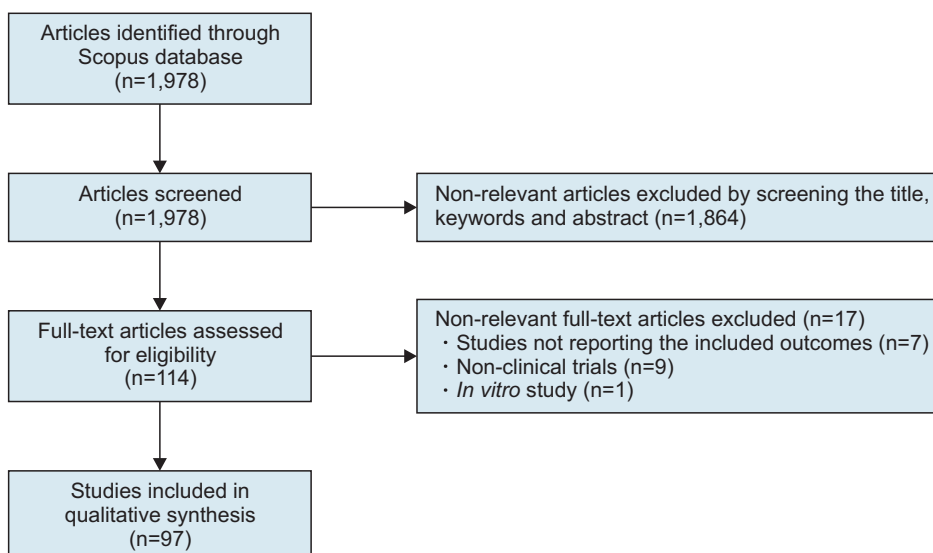 Articles identified through
Scopus database
(n=1,978)
Articles screened
(n=1,978)
Non-relevant articles excluded by screening the title,
keywords and abstract (n=1,864)
Full-text articles assessed
for eligibility
(n=114)
Non-relevant full-text articles excluded (n=17)
· Studies not reporting the included outcomes (n=7)
· Non-clinical trials (n=9)
· In vitro study (n=1)
Studies included in
qualitative synthesis
(n=97)